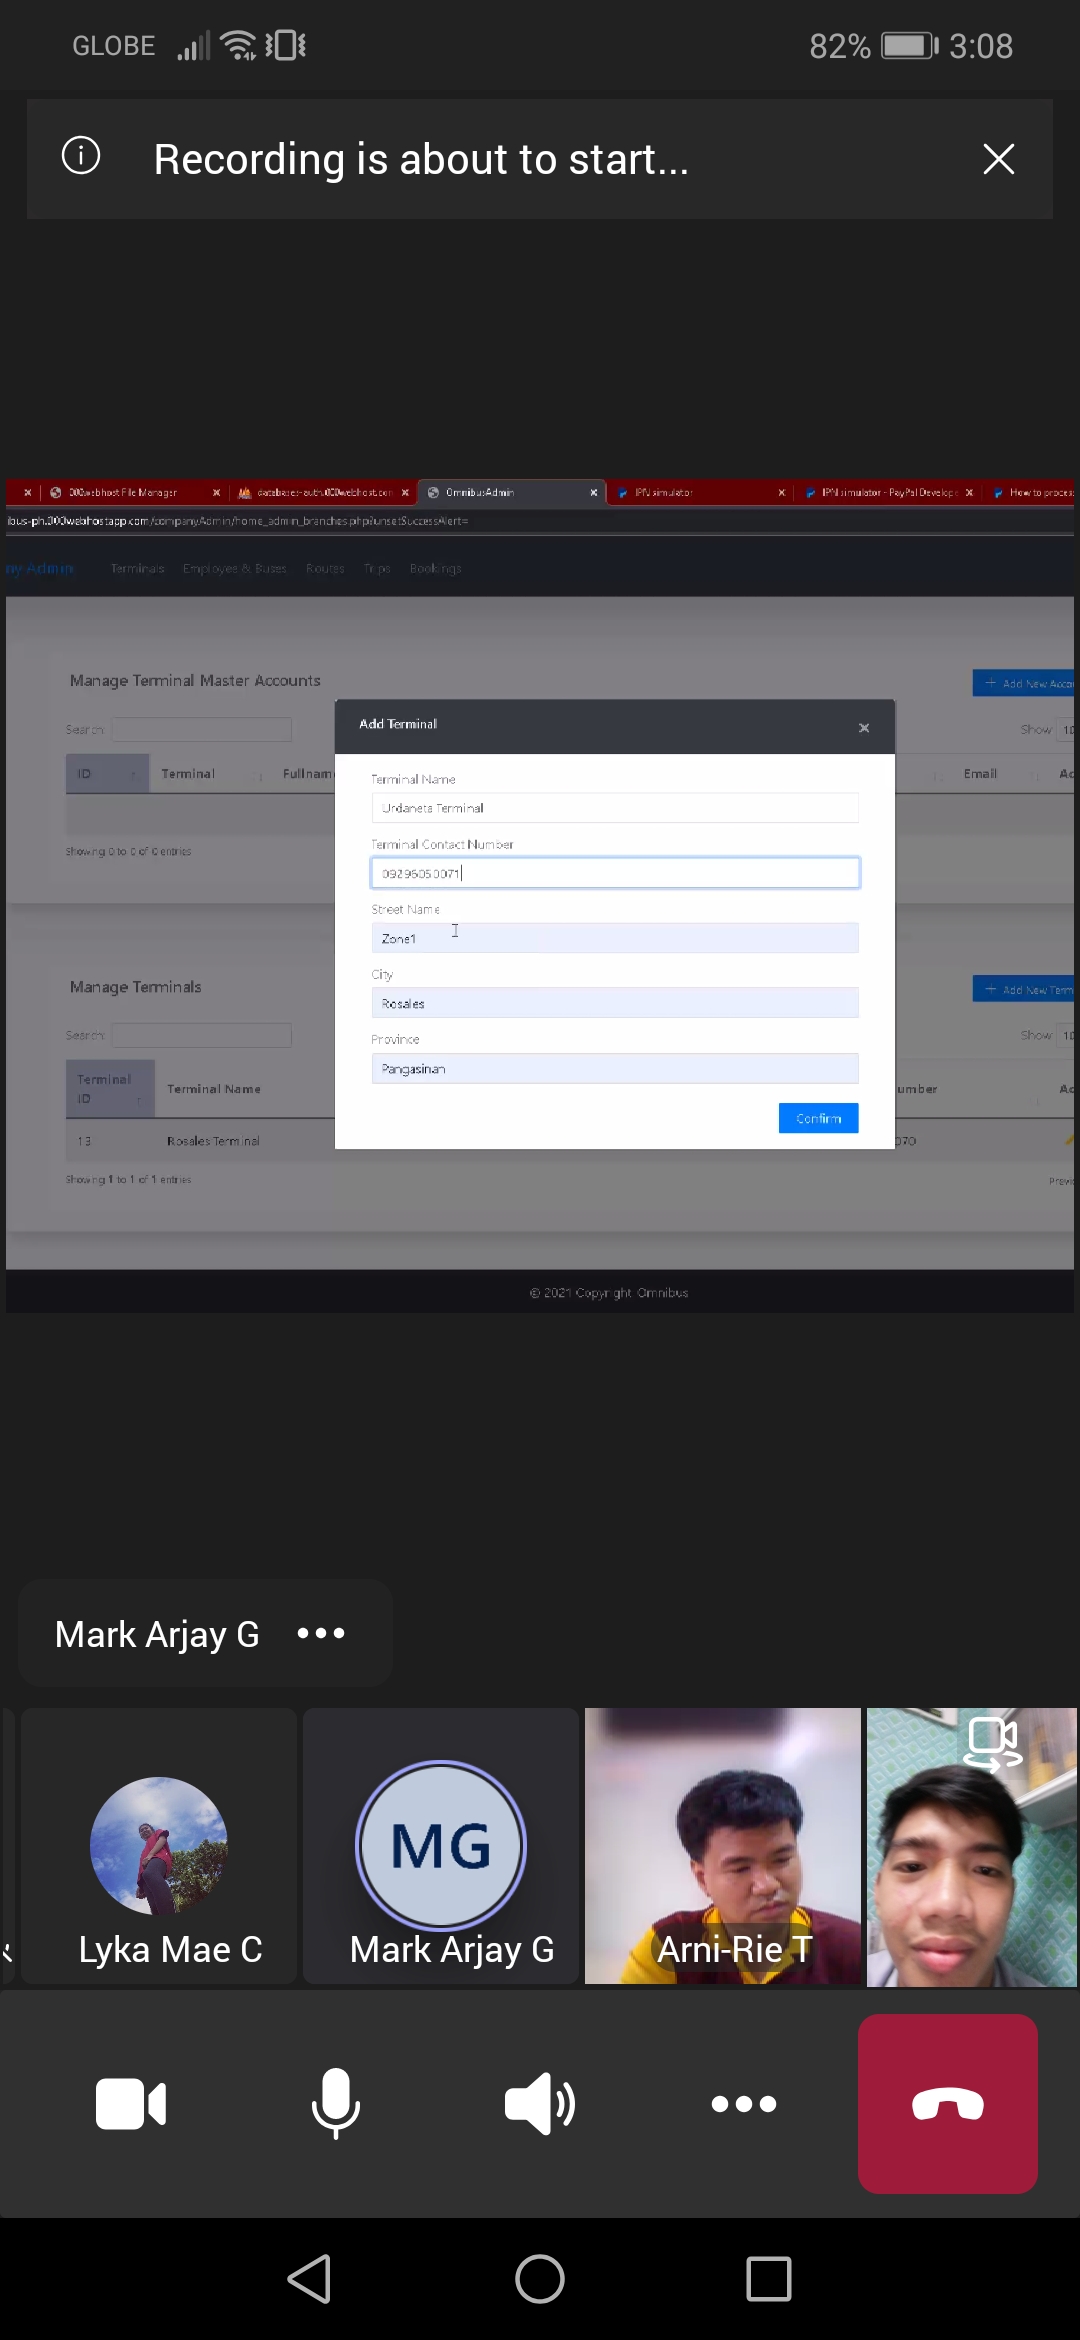 GLOBE 82% 3:08
Recording is about to start...
000webhost File Manager
databases-auth.000webhost.com
OmnibusAdmin
IPN simulator
IPN simulator - PayPal Develope
How to proces
ibus-ph.000webhostapp.com/companyAdmin/home_admin_branches.php?unsetSuccessAlert=
ny Admin Terminals Employee & Buses Routes Trips Bookings
Manage Terminal Master Accounts
+ Add New Accou
Search:
Show 10
ID Terminal Fullnam Email Ac
Showing 0 to 0 of 0 entries
Add Terminal
Terminal Name
Urdaneta Terminal
Terminal Contact Number
09296050071
Street Name
Zone1
City
Rosales
Province
Pangasinan
Confirm
Manage Terminals
+ Add New Term
Search:
Show 10
Terminal ID Terminal Name umber Ac
13 Rosales Terminal 070
Showing 1 to 1 of 1 entries
Previ
© 2021 Copyright: Omnibus
Mark Arjay G
MG
Lyka Mae C
Mark Arjay G
Arni-Rie T